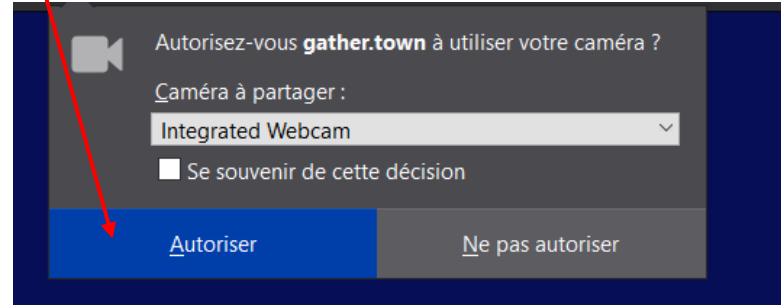 Autorisez-vous gather.town à utiliser votre caméra ?
Caméra à partager :
Integrated Webcam
Se souvenir de cette décision
Autoriser
Ne pas autoriser